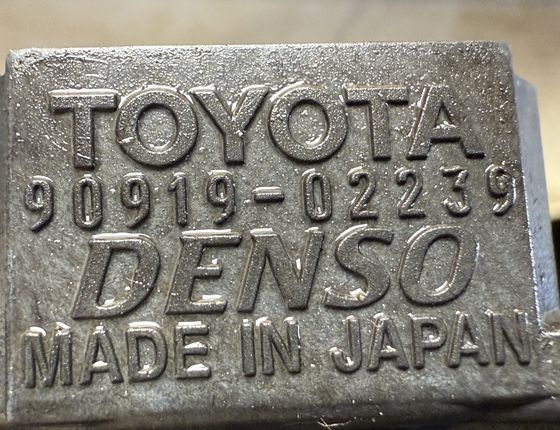 TOYOTA
90919-02239
DENSO
MADE IN JAPAN